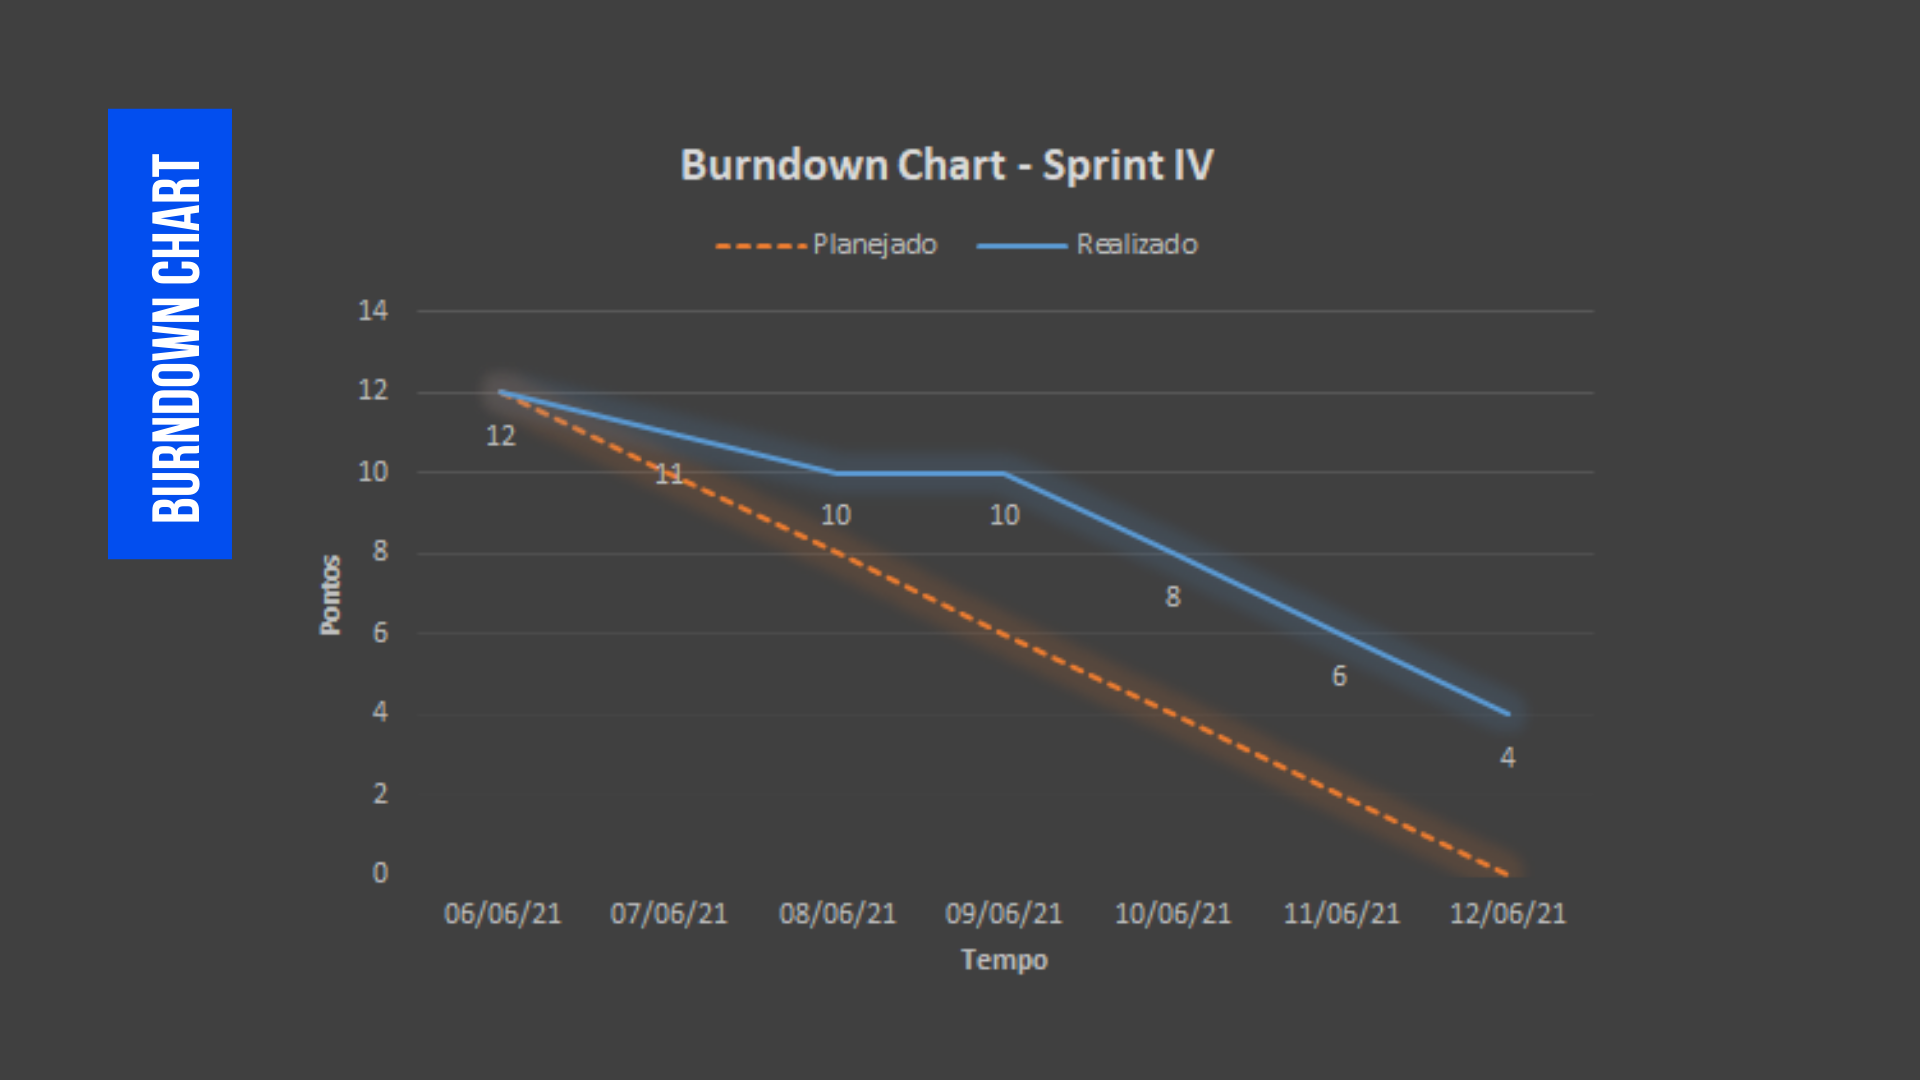 BURNDOWN CHART
Burndown Chart - Sprint IV
Planejado Realizado
14
12
12
10
11
10
10
8
8
Pontos
6
6
4
4
2
0
06/06/21 07/06/21 08/06/21 09/06/21 10/06/21 11/06/21 12/06/21
Tempo